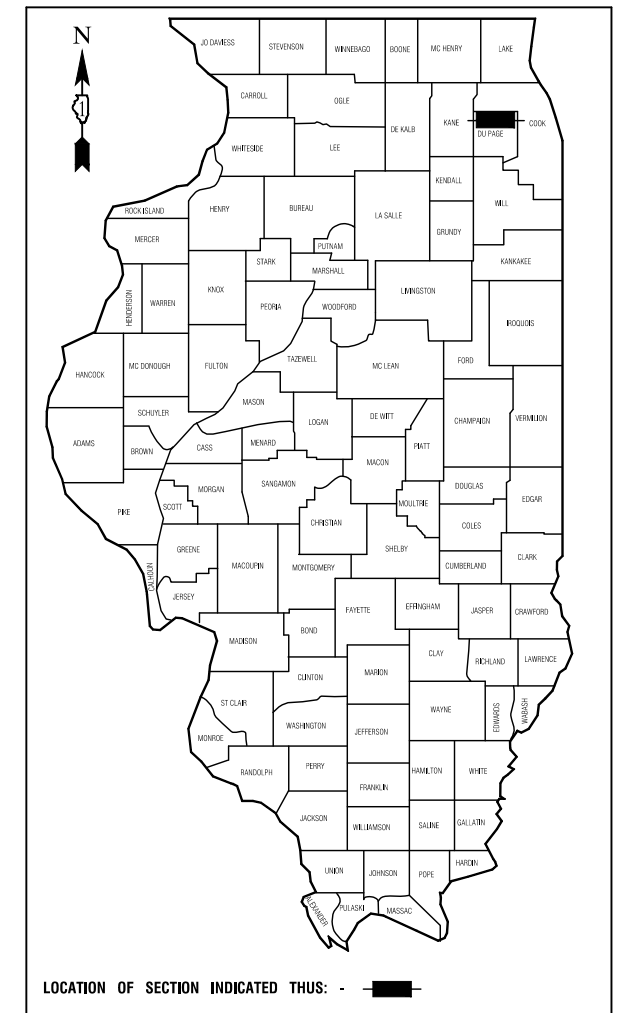 JO DAVIESS STEVENSON WINNEBAGO BOONE MC HENRY LAKE
N
CARROLL OGLE
1 DE KALB KANE DU PAGE COOK
WHITESIDE LEE
KENDALL
ROCK ISLAND HENRY BUREAU LA SALLE WILL
MERCER PUTNAM GRUNDY
STARK MARSHALL KANKAKEE
HENDERSON WARREN KNOX PEORIA WOODFORD LIVINGSTON
IROQUOIS
HANCOCK MC DONOUGH FULTON TAZEWELL MC LEAN FORD
MASON
SCHUYLER LOGAN DE WITT CHAMPAIGN VERMILION
ADAMS BROWN CASS MENARD PIATT
MACON
MORGAN SANGAMON DOUGLAS
PIKE SCOTT MOULTRIE EDGAR
CHRISTIAN COLES
GREENE SHELBY
CALHOUN MACOUPIN MONTGOMERY CUMBERLAND CLARK
JERSEY
FAYETTE EFFINGHAM JASPER CRAWFORD
MADISON BOND
CLAY RICHLAND LAWRENCE
CLINTON MARION
ST CLAIR WAYNE EDWARDS WABASH
WASHINGTON JEFFERSON
MONROE
RANDOLPH PERRY HAMILTON WHITE
FRANKLIN
JACKSON WILLIAMSON SALINE GALLATIN
UNION JOHNSON POPE HARDIN
ALEXANDER PULASKI MASSAC
LOCATION OF SECTION INDICATED THUS: -